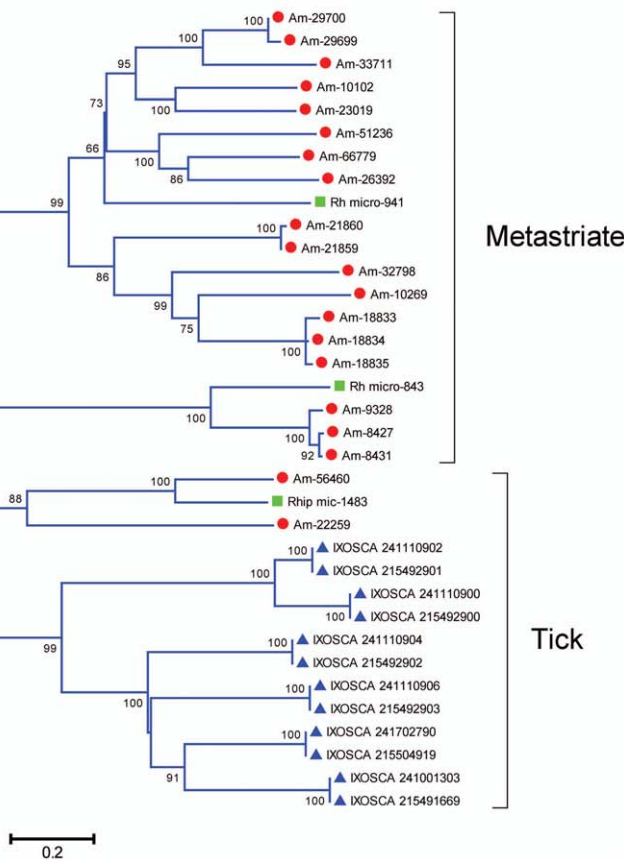 100
Am-29700
Am-29699
100
Am-33711
95
Am-10102
100
Am-23019
73
Am-51236
66
100
Am-66779
86
Am-26392
99
Rh micro-941
Am-21860
100
Am-21859
86
Am-32798
99
Am-10269
75
Am-18833
Am-18834
100
Am-18835
Metastriate
Rh micro-843
100
Am-9328
100
Am-8427
92
Am-8431
100
Am-56460
88
Rhip mic-1483
Am-22259
IXOSCA 241110902
100
IXOSCA 215492901
100
IXOSCA 241110900
100
IXOSCA 215492900
99
IXOSCA 241110904
100
IXOSCA 215492902
100
IXOSCA 241110906
100
IXOSCA 215492903
IXOSCA 241702790
100
IXOSCA 215504919
91
IXOSCA 241001303
100
IXOSCA 215491669
Tick
0.2